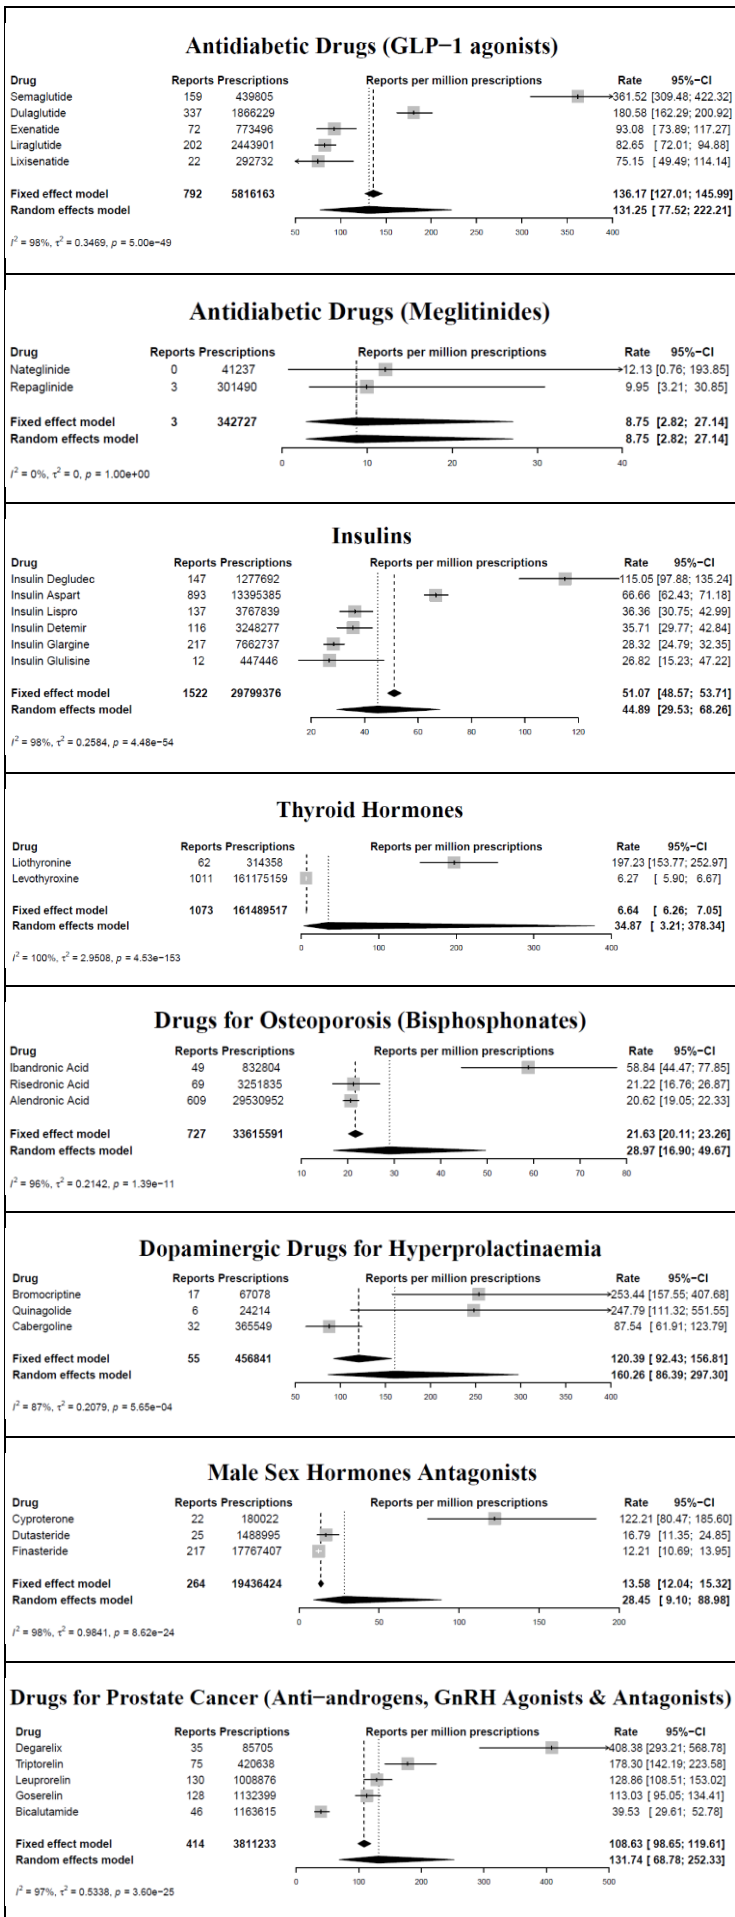 Antidiabetic Drugs (GLP−1 agonists)
Drug Reports Prescriptions Reports per million prescriptions Rate 95%−CI
Semaglutide 159 439805 361.52 [309.48; 422.32]
Dulaglutide 337 1866229 180.58 [162.29; 200.92]
Exenatide 72 773496 93.08 [ 73.89; 117.27]
Liraglutide 202 2443901 82.65 [ 72.01; 94.88]
Lixisenatide 22 292732 75.15 [ 49.49; 114.14]
Fixed effect model 792 5816163 136.17 [127.01; 145.99]
Random effects model 131.25 [ 77.52; 222.21]
50 100 150 200 250 300 350 400
I² = 98%, τ² = 0.3469, p = 5.00e−49
Antidiabetic Drugs (Meglitinides)
Drug Reports Prescriptions Reports per million prescriptions Rate 95%−CI
Nateglinide 0 41237 12.13 [0.76; 193.85]
Repaglinide 3 301490 9.95 [3.21; 30.85]
Fixed effect model 3 342727 8.75 [2.82; 27.14]
Random effects model 8.75 [2.82; 27.14]
0 10 20 30 40
I² = 0%, τ² = 0, p = 1.00e+00
Insulins
Drug Reports Prescriptions Reports per million prescriptions Rate 95%−CI
Insulin Degludec 147 1277692 115.05 [97.88; 135.24]
Insulin Aspart 893 13395385 66.66 [62.43; 71.18]
Insulin Lispro 137 3767839 36.36 [30.75; 42.99]
Insulin Detemir 116 3248277 35.71 [29.77; 42.84]
Insulin Glargine 217 7662737 28.32 [24.79; 32.35]
Insulin Glulisine 12 447446 26.82 [15.23; 47.22]
Fixed effect model 1522 29799376 51.07 [48.57; 53.71]
Random effects model 44.89 [29.53; 68.26]
20 40 60 80 100 120
I² = 98%, τ² = 0.2584, p = 4.48e−54
Thyroid Hormones
Drug Reports Prescriptions Reports per million prescriptions Rate 95%−CI
Liothyronine 62 314358 197.23 [153.77; 252.97]
Levothyroxine 1011 161175159 6.27 [ 5.90; 6.67]
Fixed effect model 1073 161489517 6.64 [ 6.26; 7.05]
Random effects model 34.87 [ 3.21; 378.34]
0 100 200 300 400
I² = 100%, τ² = 2.9508, p = 4.53e−153
Drugs for Osteoporosis (Bisphosphonates)
Drug Reports Prescriptions Reports per million prescriptions Rate 95%−CI
Ibandronic Acid 49 832804 58.84 [44.47; 77.85]
Risedronic Acid 69 3251835 21.22 [16.76; 26.87]
Alendronic Acid 609 29530952 20.62 [19.05; 22.33]
Fixed effect model 727 33615591 21.63 [20.11; 23.26]
Random effects model 28.97 [16.90; 49.67]
10 20 30 40 50 60 70 80
I² = 96%, τ² = 0.2142, p = 1.39e−11
Dopaminergic Drugs for Hyperprolactinaemia
Drug Reports Prescriptions Reports per million prescriptions Rate 95%−CI
Bromocriptine 17 67078 253.44 [157.55; 407.68]
Quinagolide 6 24214 247.79 [111.32; 551.55]
Cabergoline 32 365549 87.54 [ 61.91; 123.79]
Fixed effect model 55 456841 120.39 [ 92.43; 156.81]
Random effects model 160.26 [ 86.39; 297.30]
50 100 150 200 250 300 350 400
I² = 87%, τ² = 0.2079, p = 5.65e−04
Male Sex Hormones Antagonists
Drug Reports Prescriptions Reports per million prescriptions Rate 95%−CI
Cyproterone 22 180022 122.21 [80.47; 185.60]
Dutasteride 25 1488995 16.79 [11.35; 24.85]
Finasteride 217 17767407 12.21 [10.69; 13.95]
Fixed effect model 264 19436424 13.58 [12.04; 15.32]
Random effects model 28.45 [ 9.10; 88.98]
0 50 100 150 200
I² = 98%, τ² = 0.9841, p = 8.62e−24
Drugs for Prostate Cancer (Anti−androgens, GnRH Agonists & Antagonists)
Drug Reports Prescriptions Reports per million prescriptions Rate 95%−CI
Degarelix 35 85705 408.38 [293.21; 568.78]
Triptorelin 75 420638 178.30 [142.19; 223.58]
Leuprorelin 130 1008876 128.86 [108.51; 153.02]
Goserelin 128 1132399 113.03 [ 95.05; 134.41]
Bicalutamide 46 1163615 39.53 [ 29.61; 52.78]
Fixed effect model 414 3811233 108.63 [ 98.65; 119.61]
Random effects model 131.74 [ 68.78; 252.33]
0 100 200 300 400 500
I² = 97%, τ² = 0.5338, p = 3.60e−25